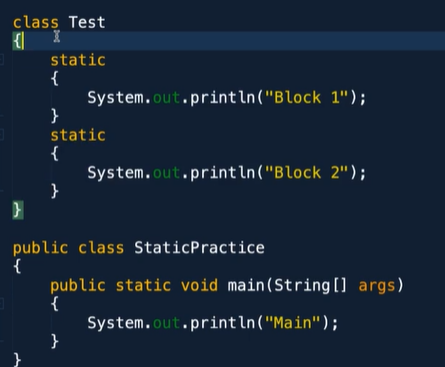 class Test
{
static
{
System.out.println("Block 1");
}
static
{
System.out.println("Block 2");
}
}
public class StaticPractice
{
public static void main(String[] args)
{
System.out.println("Main");
}
}